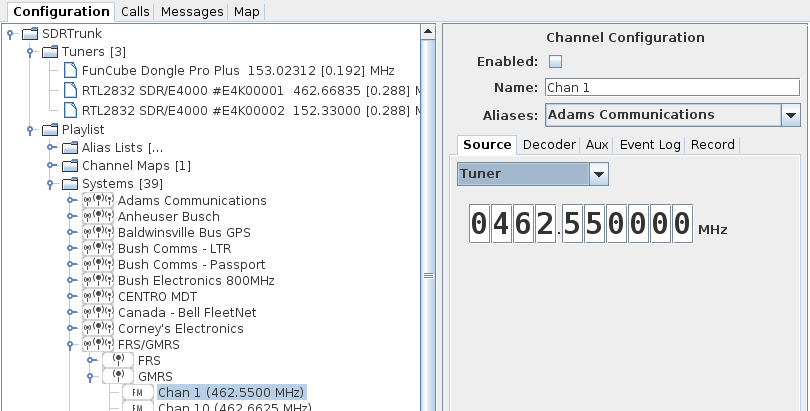 Configuration Calls Messages Map
SDRTrunk
Tuners [3]
FunCube Dongle Pro Plus 153.02312 [0.192] MHz
RTL2832 SDR/E4000 #E4K00001 462.66835 [0.288] M
RTL2832 SDR/E4000 #E4K00002 152.33000 [0.288] M
Playlist
Alias Lists [...
Channel Maps [1]
Systems [39]
Adams Communications
Anheuser Busch
Baldwinsville Bus GPS
Bush Comms - LTR
Bush Comms - Passport
Bush Electronics 800MHz
CENTRO MDT
Canada - Bell FleetNet
Corney's Electronics
FRS/GMRS
FRS
GMRS
FM Chan 1 (462.5500 MHz)
FM Chan 10 (462.6625 MHz)
Channel Configuration
Enabled:
Name: Chan 1
Aliases: Adams Communications
Source Decoder Aux Event Log Record
Tuner
0462.550000 MHz